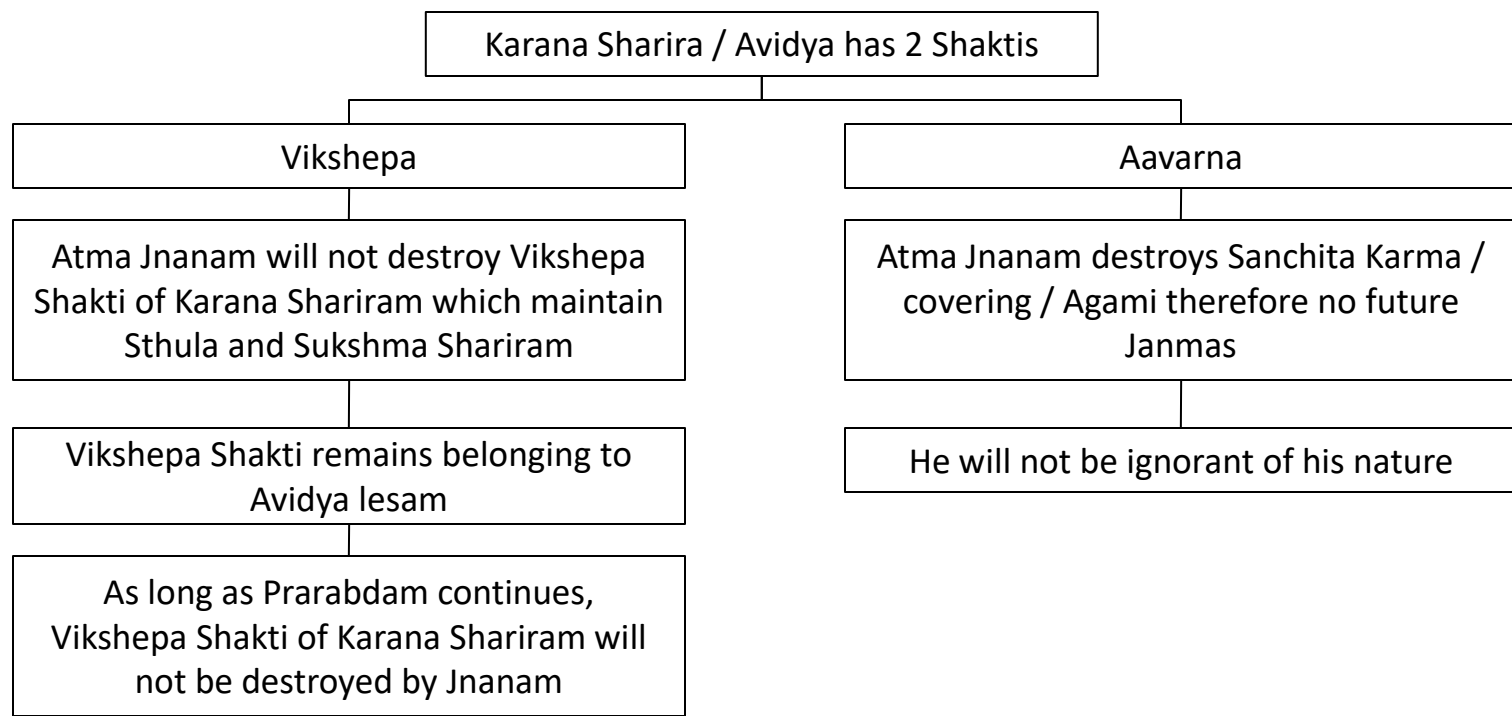 Karana Sharira / Avidya has 2 Shaktis
Vikshepa
Atma Jnanam will not destroy Vikshepa
Shakti of Karana Shariram which maintain
Sthula and Sukshma Shariram
Vikshepa Shakti remains belonging to
Avidya lesam
As long as Prarabdam continues,
Vikshepa Shakti of Karana Shariram will
not be destroyed by Jnanam
Aavarna
Atma Jnanam destroys Sanchita Karma /
covering / Agami therefore no future
Janmas
He will not be ignorant of his nature